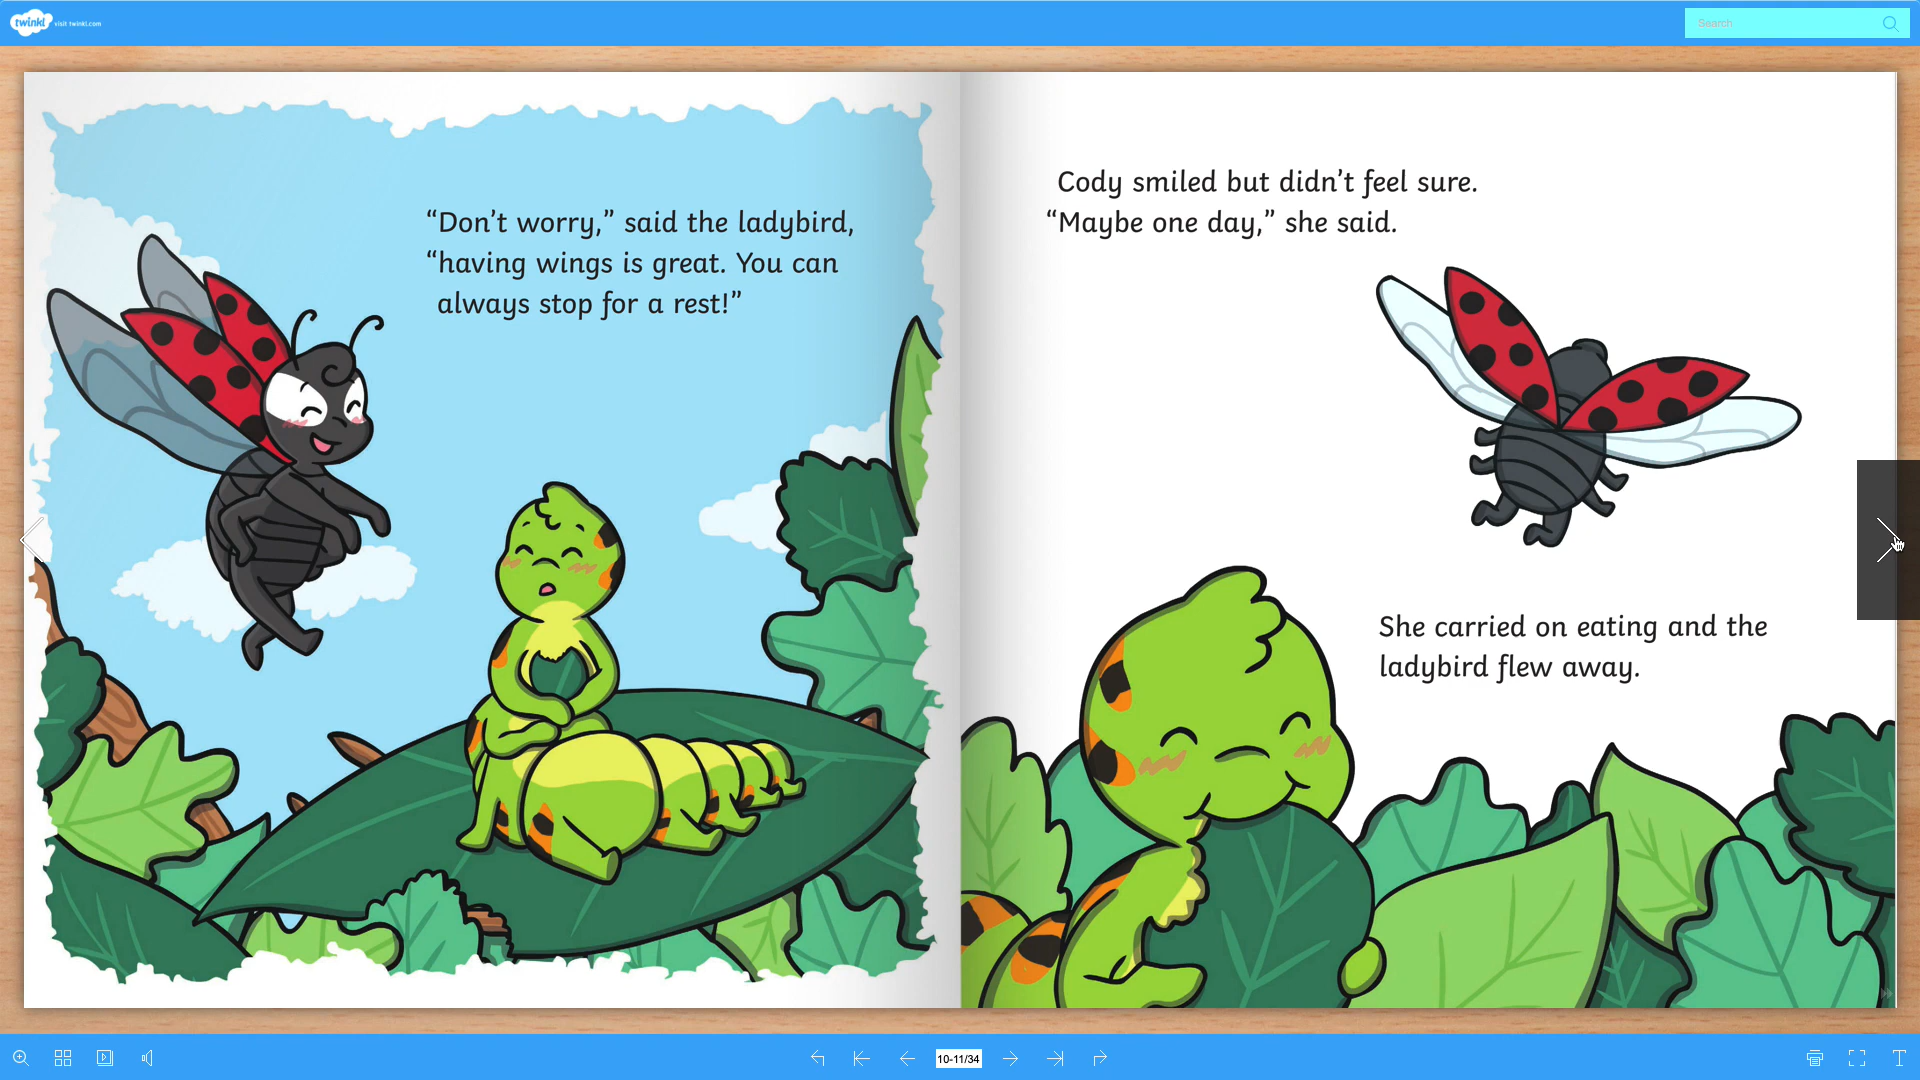 twinkl visit twinkl.com
Search
“Don’t worry,” said the ladybird,
“having wings is great. You can
always stop for a rest!”
Cody smiled but didn’t feel sure.
“Maybe one day,” she said.
She carried on eating and the
ladybird flew away.
10-11/34